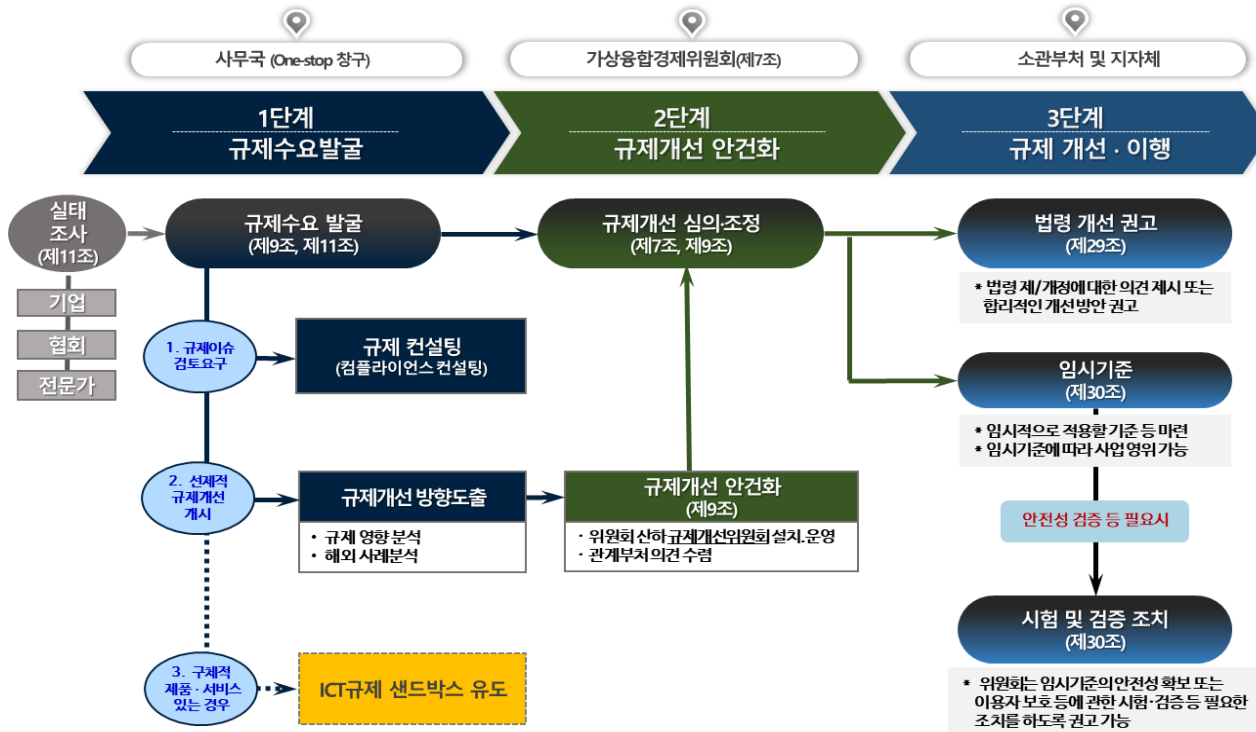 사무국 (One-stop 창구)
가상융합경제위원회(제7조)
소관부처 및 지자체
1단계
규제수요발굴
2단계
규제개선 안건화
3단계
규제 개선 · 이행
실태
조사
(제11조)
기업
협회
전문가
규제수요 발굴
(제9조, 제11조)
규제개선 심의·조정
(제7조, 제9조)
법령 개선 권고
(제29조)
* 법령 제/개정에 대한 의견 제시 또는
합리적인 개선 방안 권고
1. 규제이슈
검토요구
규제 컨설팅
(컴플라이언스 컨설팅)
임시기준
(제30조)
* 임시적으로 적용할 기준 등 마련
* 임시기준에 따라 사업 영위 가능
2. 선제적
규제개선
개시
규제개선 방향도출
• 규제 영향 분석
• 해외 사례분석
규제개선 안건화
(제9조)
· 위원회 산하 규제개선위원회 설치.운영
· 관계부처 의견 수렴
안전성 검증 등 필요시
시험 및 검증 조치
(제30조)
* 위원회는 임시기준의 안전성 확보 또는
이용자 보호 등에 관한 시험·검증 등 필요한
조치를 하도록 권고 가능
3. 구체적
제품·서비스
있는 경우
ICT규제 샌드박스 유도